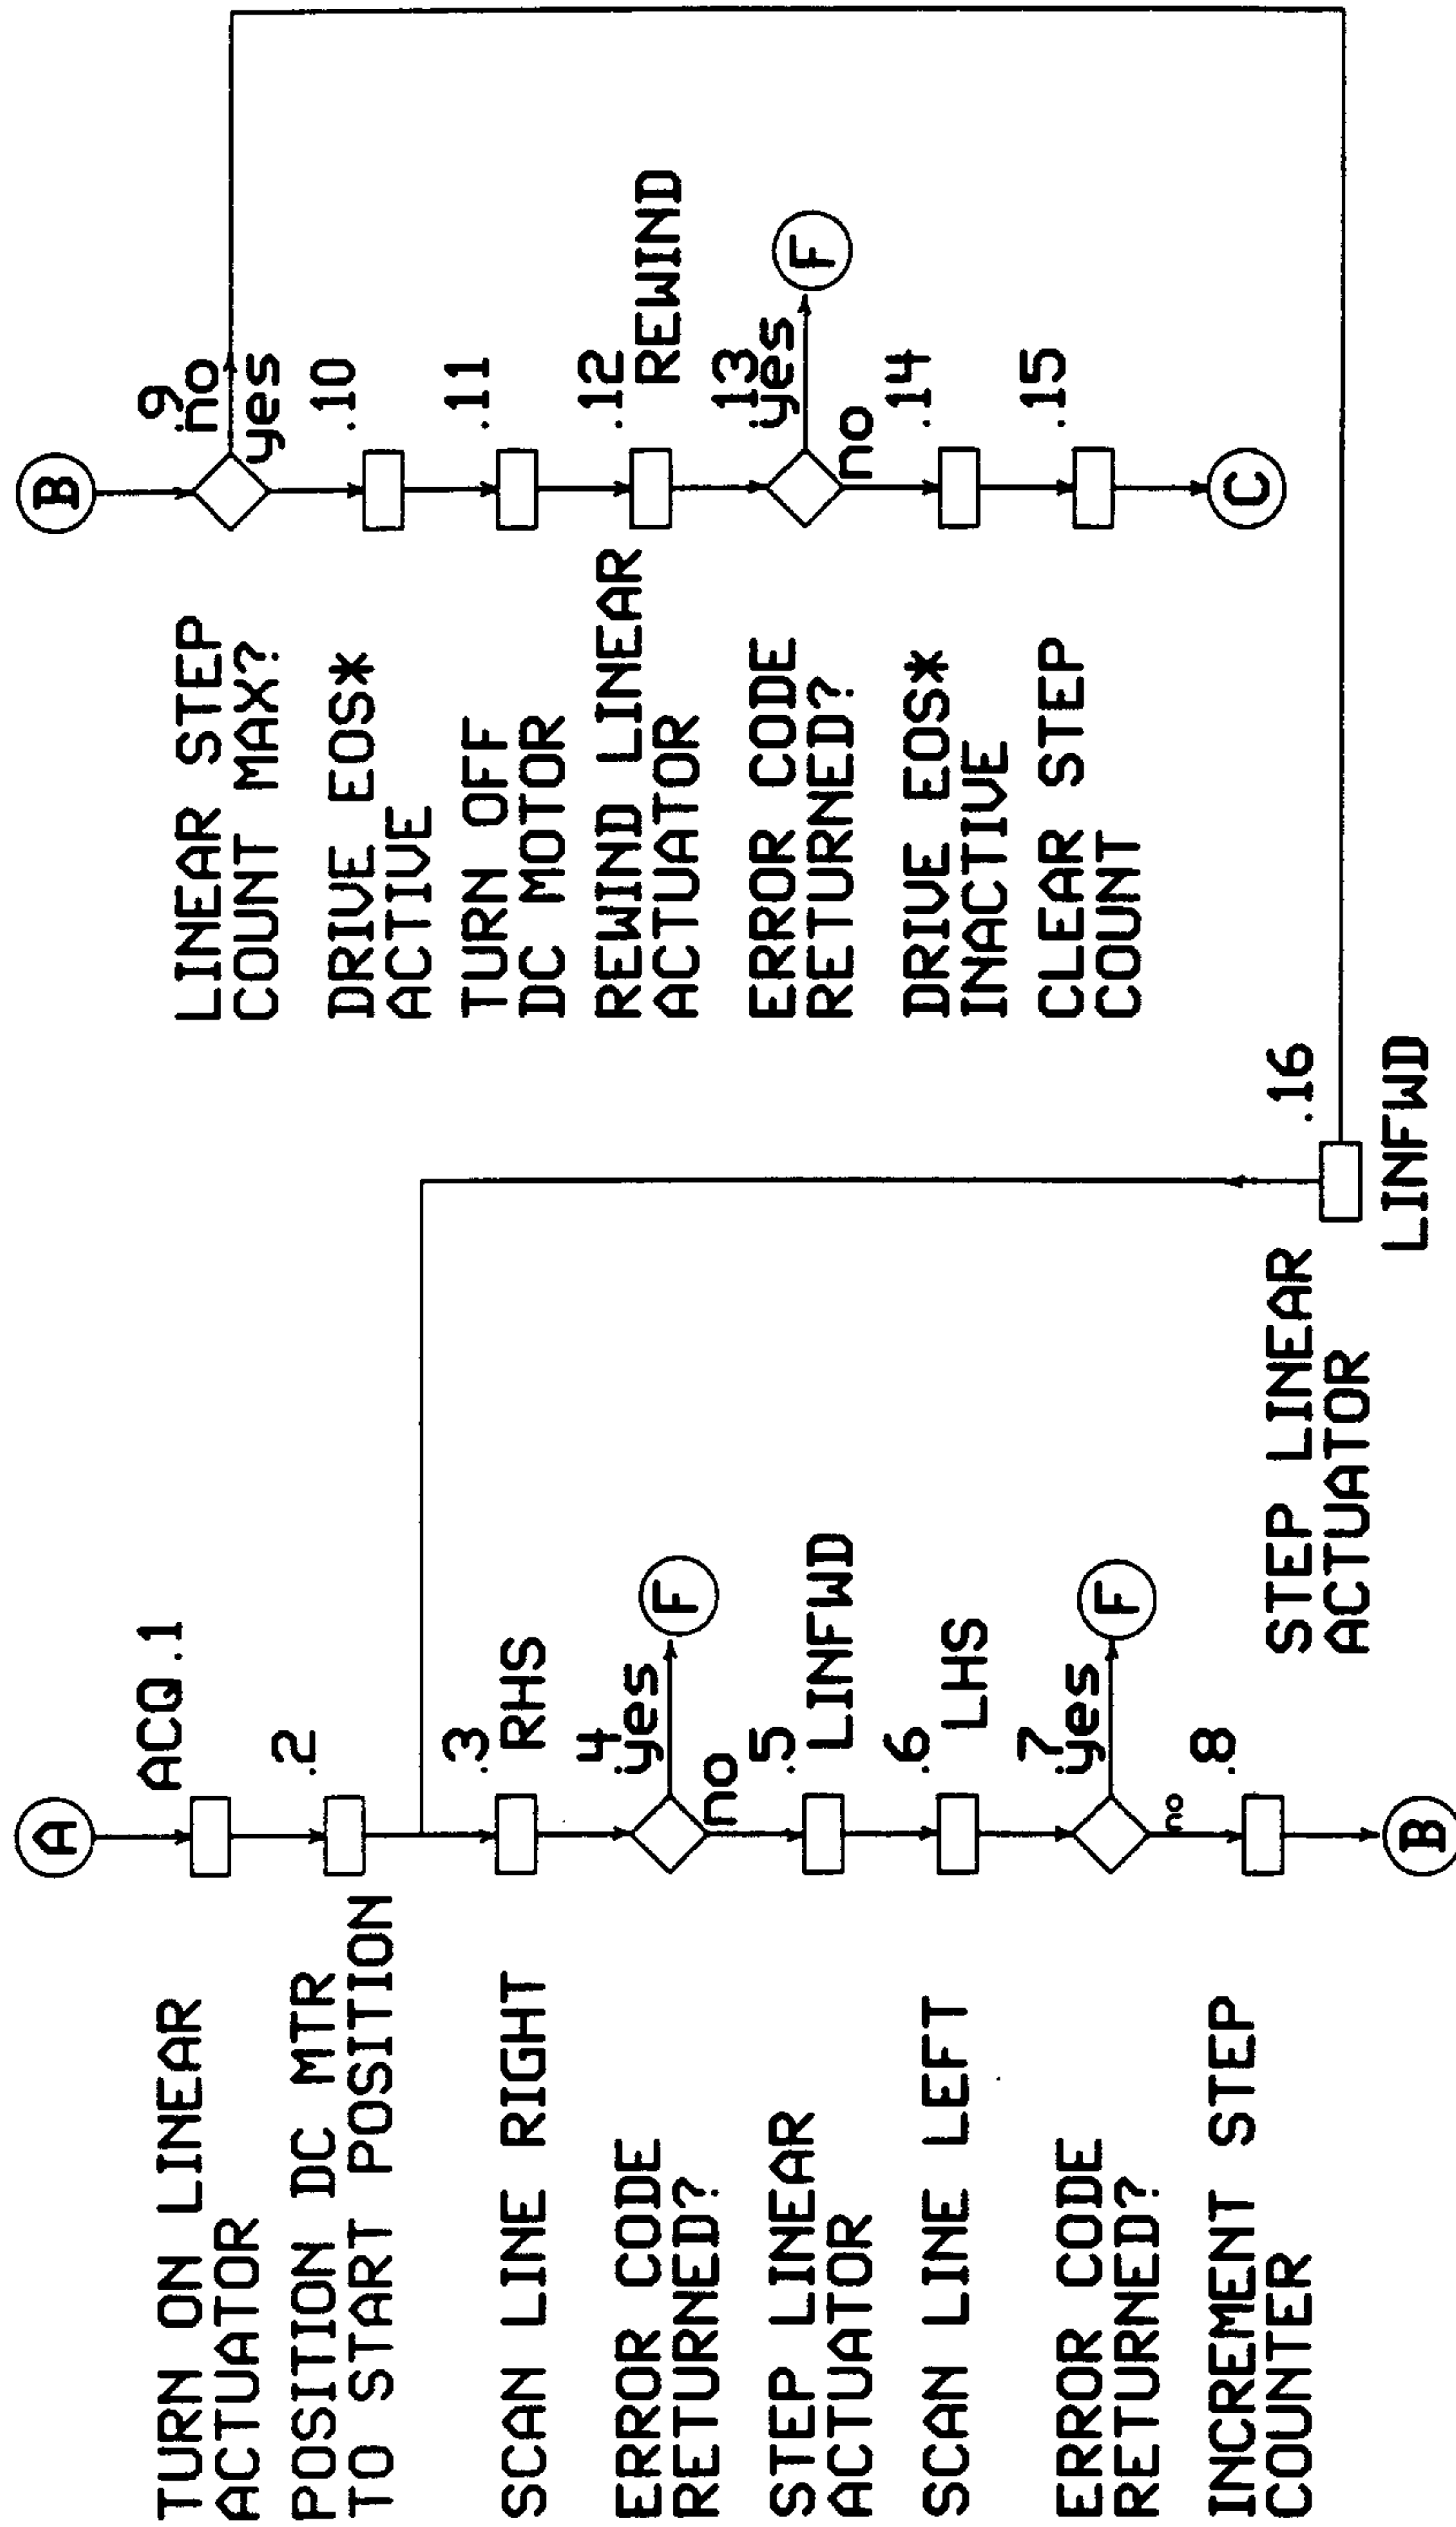 A
TURN ON LINEAR
ACTUATOR
ACQ.1
POSITION DC MTR
TO START POSITION
.2
SCAN LINE RIGHT
.3
RHS
ERROR CODE
RETURNED?
.4
yes
F
no
STEP LINEAR
ACTUATOR
.5
LINFWD
SCAN LINE LEFT
.6
LHS
ERROR CODE
RETURNED?
.7
yes
F
no
INCREMENT STEP
COUNTER
.8
B
STEP LINEAR
ACTUATOR
.16
LINFWD
B
LINEAR STEP
COUNT MAX?
.9
no
yes
DRIVE EOS*
ACTIVE
.10
TURN OFF
DC MOTOR
.11
REWIND LINEAR
ACTUATOR
.12
REWIND
ERROR CODE
RETURNED?
.13
yes
F
no
DRIVE EOS*
INACTIVE
.14
CLEAR STEP
COUNT
.15
C